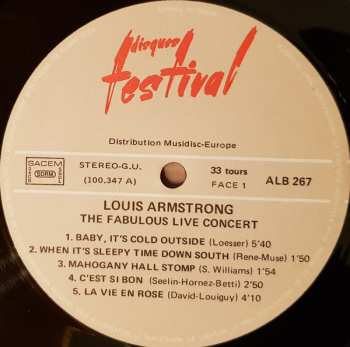 disques
festival
Distribution Musidisc-Europe
SACEM
SDRM
STEREO-G.U.
(100.347 A)
33 tours
FACE 1
ALB 267
LOUIS ARMSTRONG
THE FABULOUS LIVE CONCERT
1. BABY, IT'S COLD OUTSIDE (Loesser) 5'40
2. WHEN IT'S SLEEPY TIME DOWN SOUTH (Rene-Muse) 1'50
3. MAHOGANY HALL STOMP (S. Williams) 1'54
4. C'EST SI BON (Seelin-Hornez-Betti) 2'50
5. LA VIE EN ROSE (David-Louiguy) 4'10